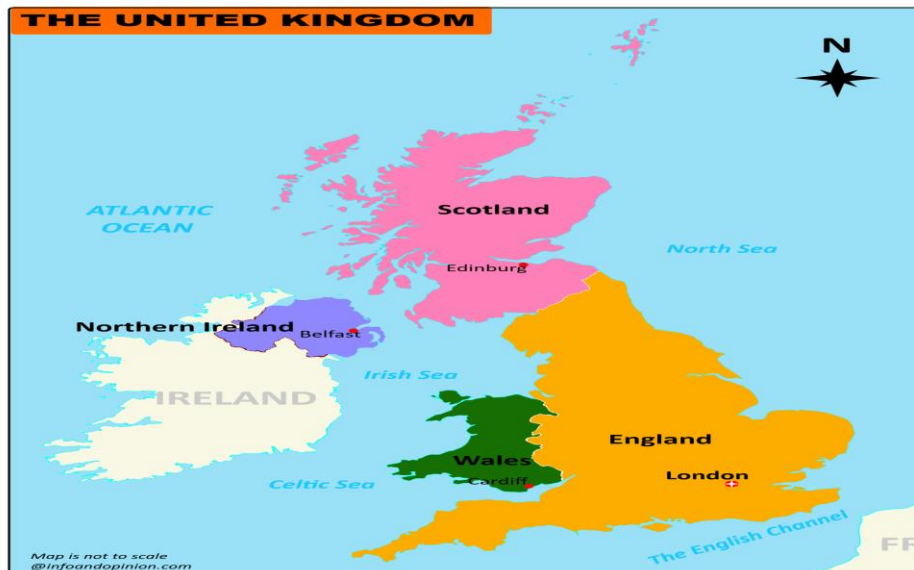 THE UNITED KINGDOM
N
ATLANTIC
OCEAN
Scotland
North Sea
Edinburg
Northern Ireland
Belfast
Irish Sea
IRELAND
England
Wales
London
Celtic Sea
Cardiff
The English Channel
FR
Map is not to scale
@infoandopinion.com